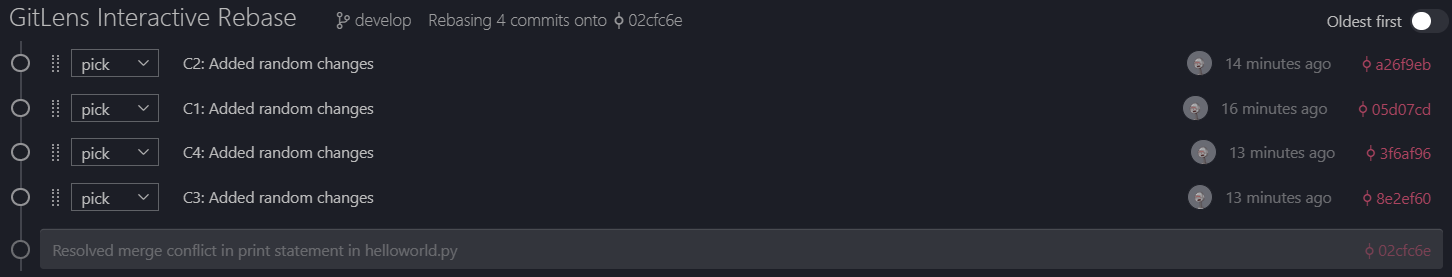 GitLens Interactive Rebase develop Rebasing 4 commits onto 02cfc6e Oldest first
pick C2: Added random changes 14 minutes ago a26f9eb
pick C1: Added random changes 16 minutes ago 05d07cd
pick C4: Added random changes 13 minutes ago 3f6af96
pick C3: Added random changes 13 minutes ago 8e2ef60
Resolved merge conflict in print statement in helloworld.py 02cfc6e